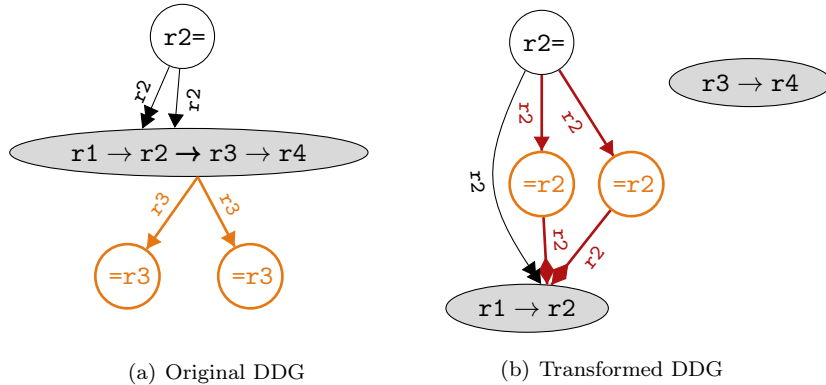 r2=
r2
r2
r1 → r2 → r3 → r4
r3
r3
=r3
=r3
(a) Original DDG
r2=
r3 → r4
r2
r2
r2
=r2
=r2
r2
r2
r1 → r2
(b) Transformed DDG